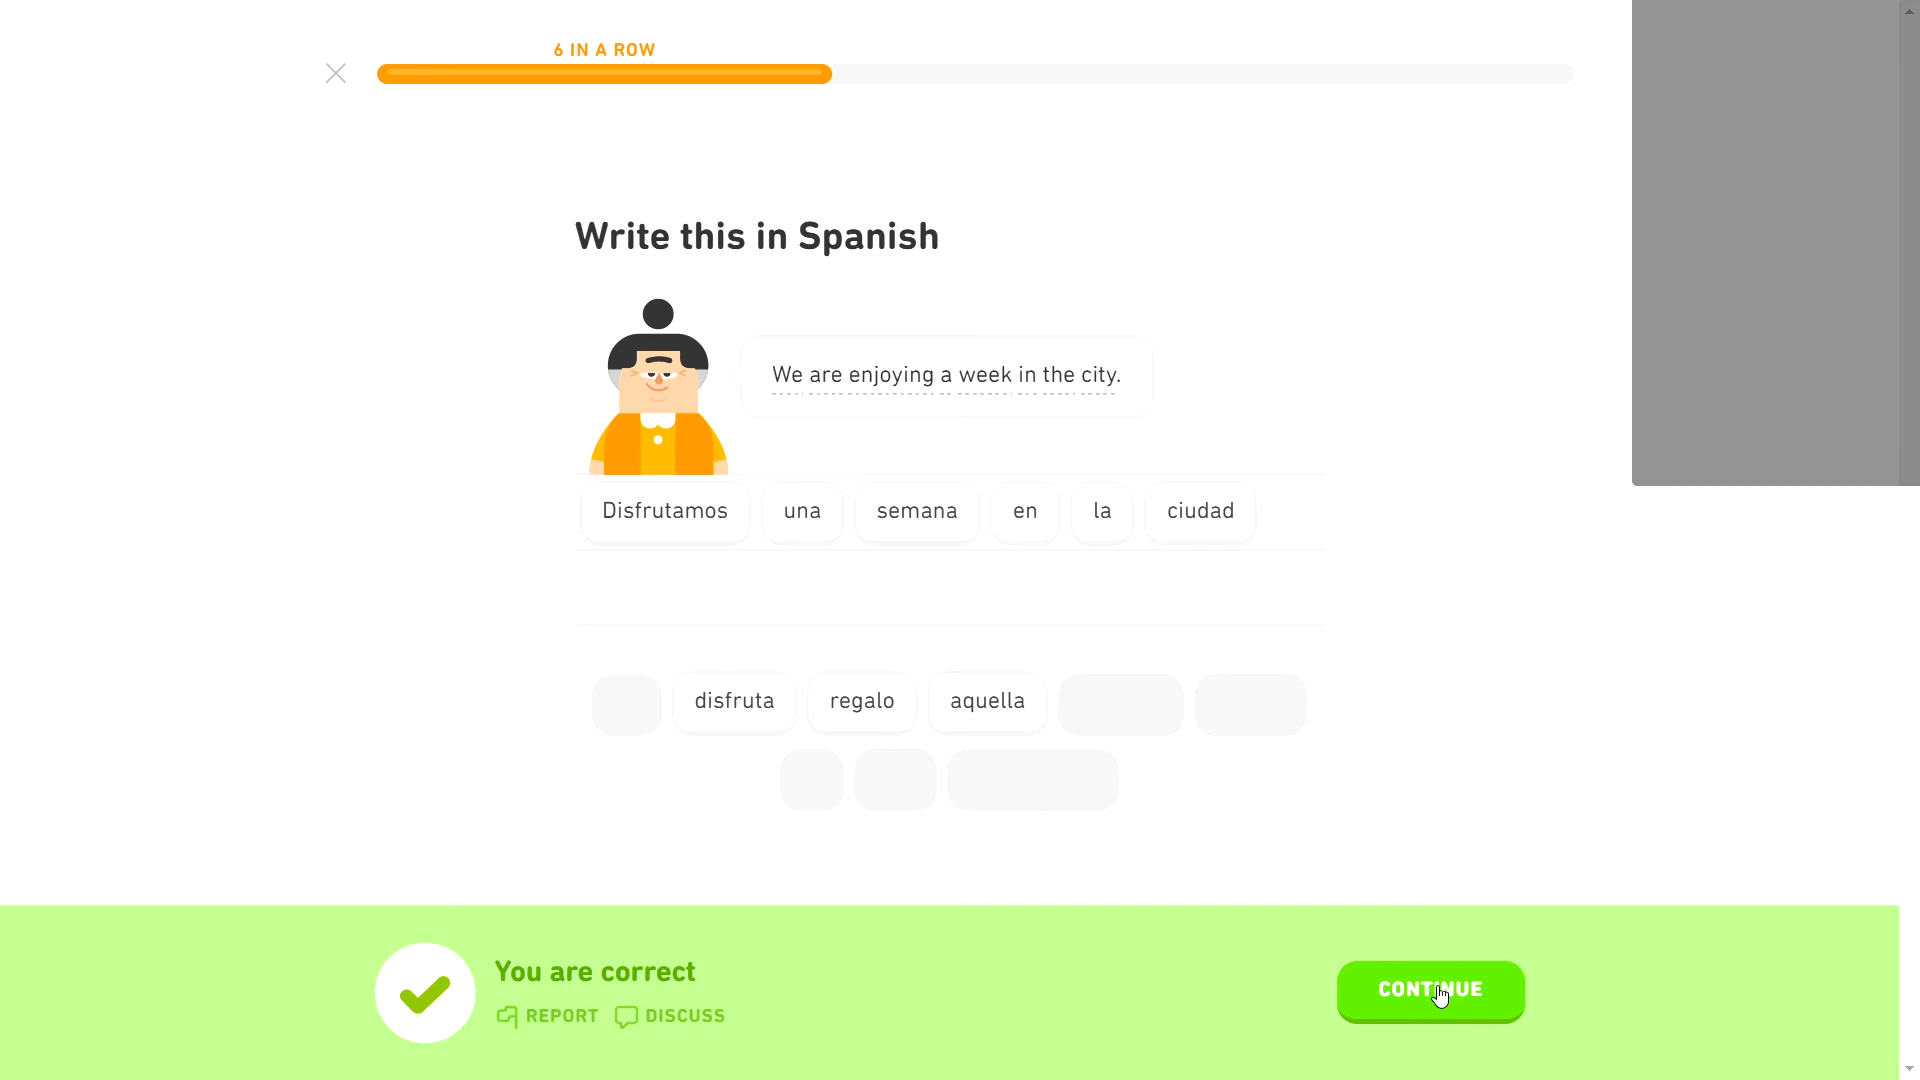 6 IN A ROW
Write this in Spanish
We are enjoying a week in the city.
Disfrutamos una semana en la ciudad
disfruta regalo aquella
You are correct
REPORT DISCUSS
CONTINUE